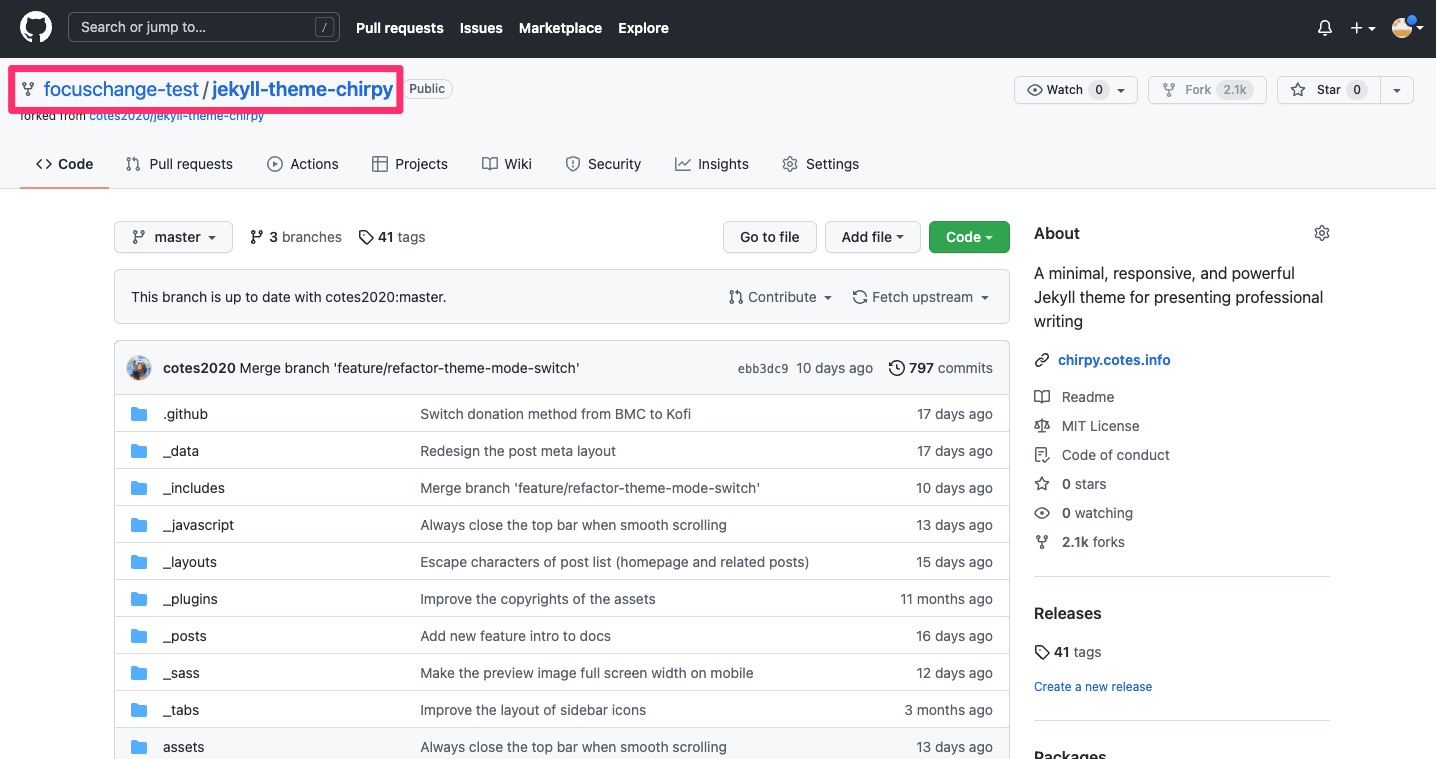 Search or jump to... /
Pull requests Issues Marketplace Explore
focuschange-test / jekyll-theme-chirpy Public
Watch 0 Fork 2.1k Star 0
forked from cotes2020/jekyll-theme-chirpy
<> Code Pull requests Actions Projects Wiki Security Insights Settings
master 3 branches 41 tags Go to file Add file Code
This branch is up to date with cotes2020:master. Contribute Fetch upstream
cotes2020 Merge branch 'feature/refactor-theme-mode-switch' ebb3dc9 10 days ago 797 commits
.github Switch donation method from BMC to Kofi 17 days ago
_data Redesign the post meta layout 17 days ago
_includes Merge branch 'feature/refactor-theme-mode-switch' 10 days ago
_javascript Always close the top bar when smooth scrolling 13 days ago
_layouts Escape characters of post list (homepage and related posts) 15 days ago
_plugins Improve the copyrights of the assets 11 months ago
_posts Add new feature intro to docs 16 days ago
_sass Make the preview image full screen width on mobile 12 days ago
_tabs Improve the layout of sidebar icons 3 months ago
assets Always close the top bar when smooth scrolling 13 days ago
About
A minimal, responsive, and powerful
Jekyll theme for presenting professional
writing
chirpy.cotes.info
Readme
MIT License
Code of conduct
0 stars
0 watching
2.1k forks
Releases
41 tags
Create a new release
Packages